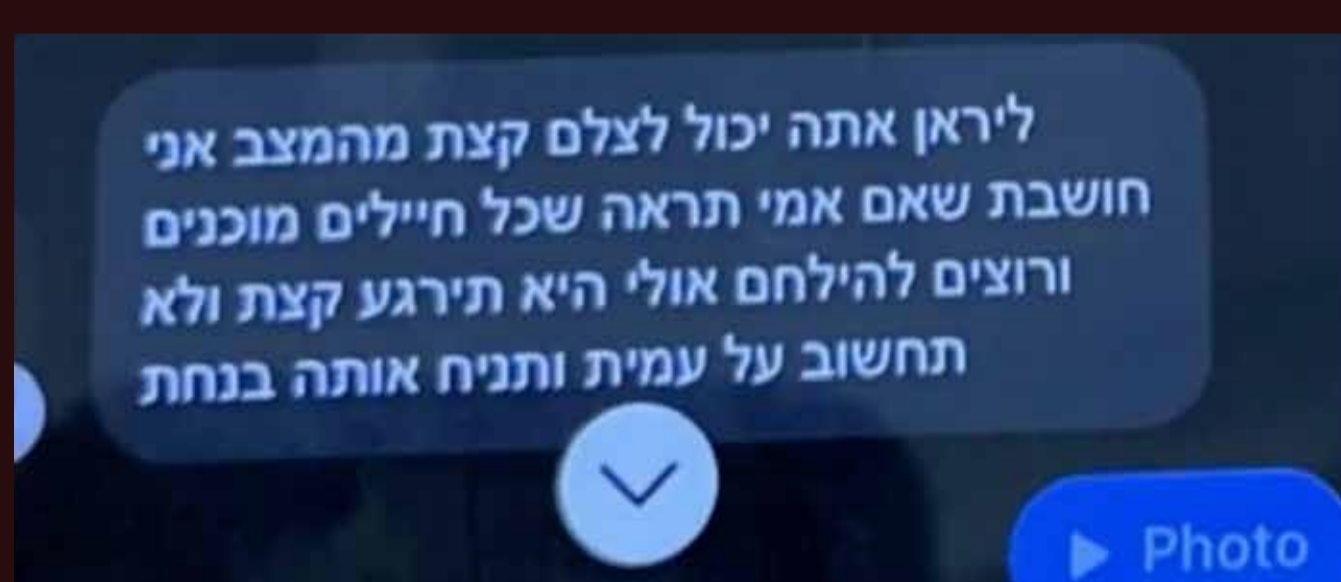 ליראן אתה יכול לצלם קצת מהמצב אני
חושבת שאם אמי תראה שכל חיילים מוכנים
ורוצים להילחם אולי היא תירגע קצת ולא
תחשוב על עמית ותניח אותה בנחת
Photo